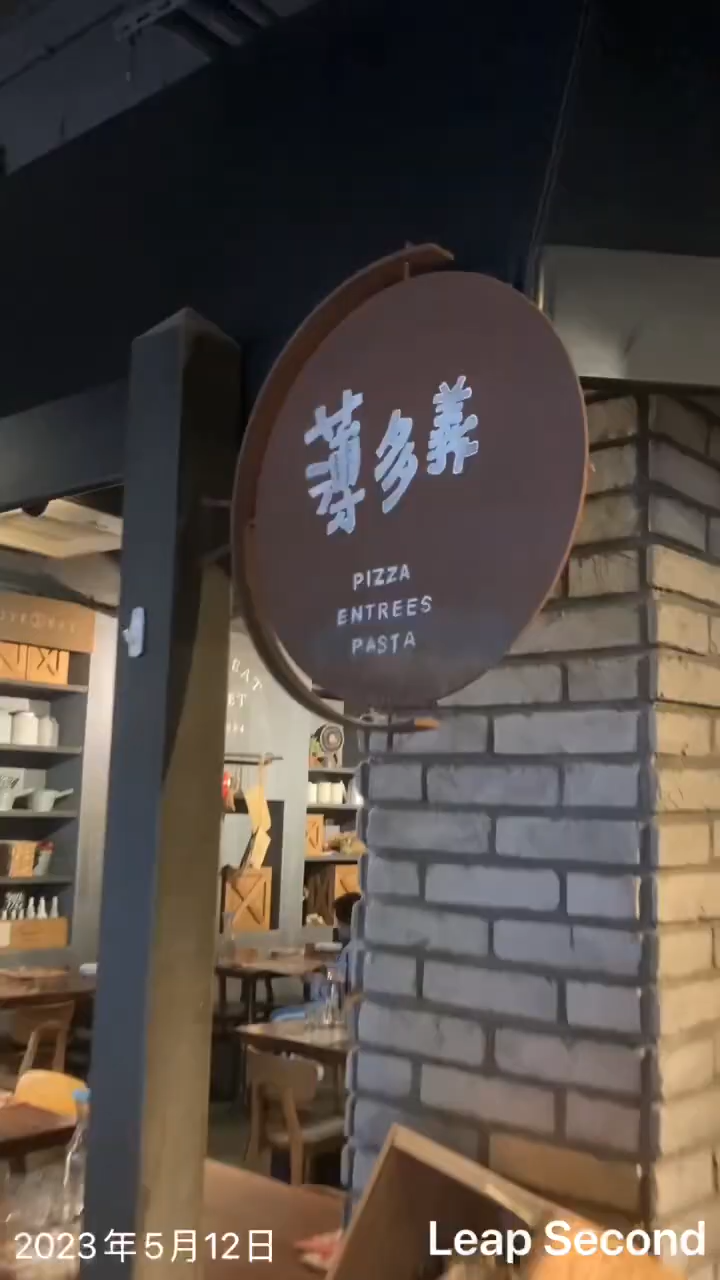 薄多義
PIZZA
ENTREES
PASTA
2023年5月12日
Leap Second